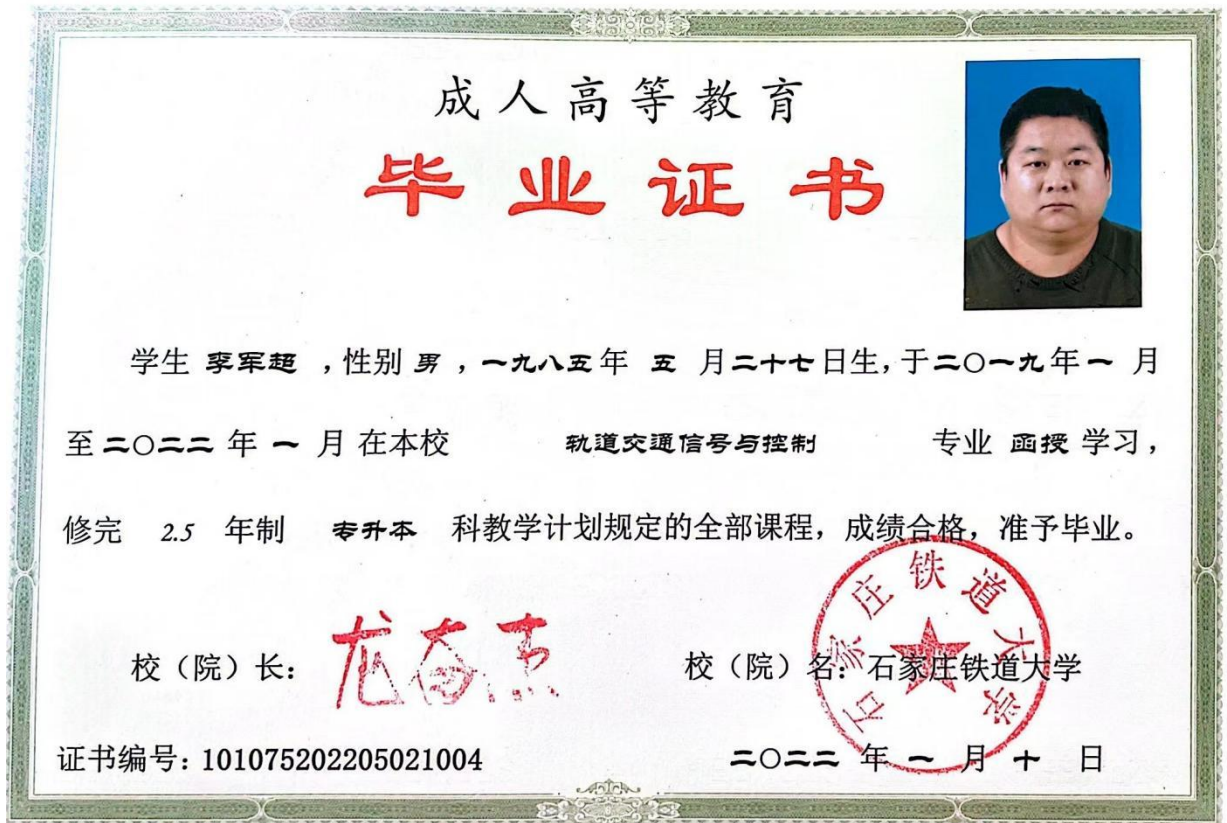 成人高等教育
毕业证书
学生 李军超 ，性别 男 ，一九八五年 五 月二十七日生，于二〇一九年一 月
至二〇二二 年 一 月 在本校 轨道交通信号与控制 专业 函授 学习，
修完 2.5 年制 专升本 科教学计划规定的全部课程，成绩合格，准予毕业。
石家庄铁道大学
校（院）长： 龙奋杰 校（院）名：石家庄铁道大学
证书编号：101075202205021004 二〇二二 年 一 月 十 日